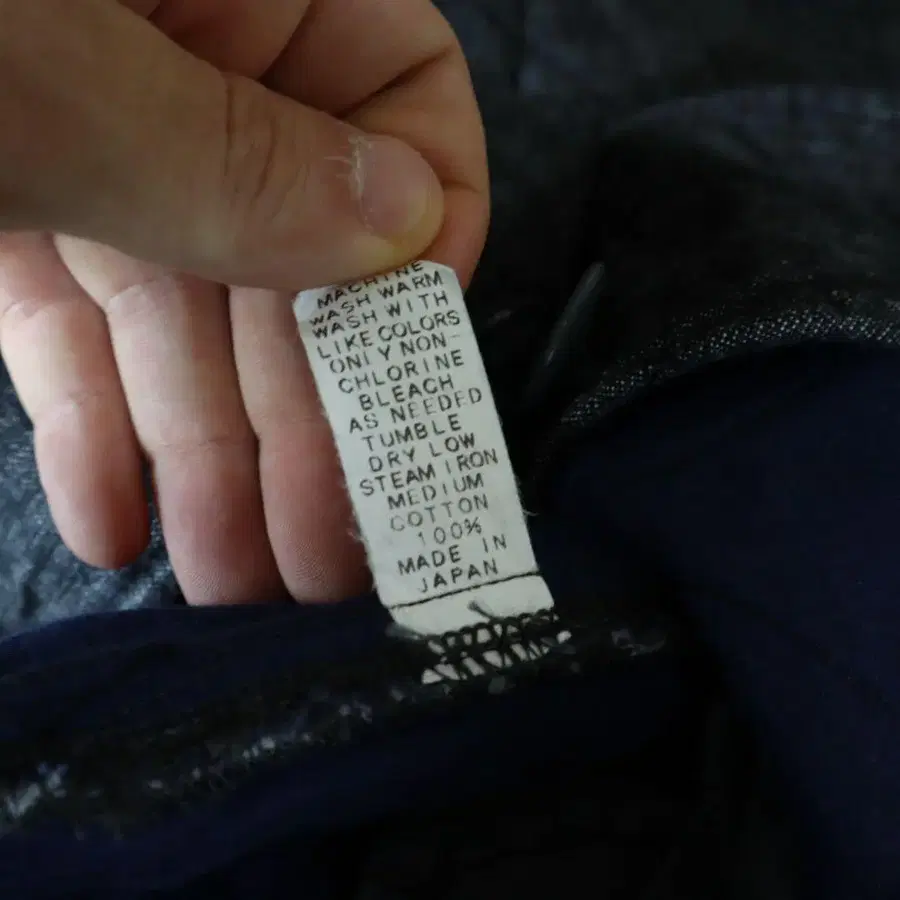 MACHINE
WASH WARM
WASH WITH
LIKE COLORS
ONLY NON-
CHLORINE
BLEACH
AS NEEDED
TUMBLE
DRY LOW
STEAM IRON
MEDIUM
COTTON
100%
MADE IN
JAPAN